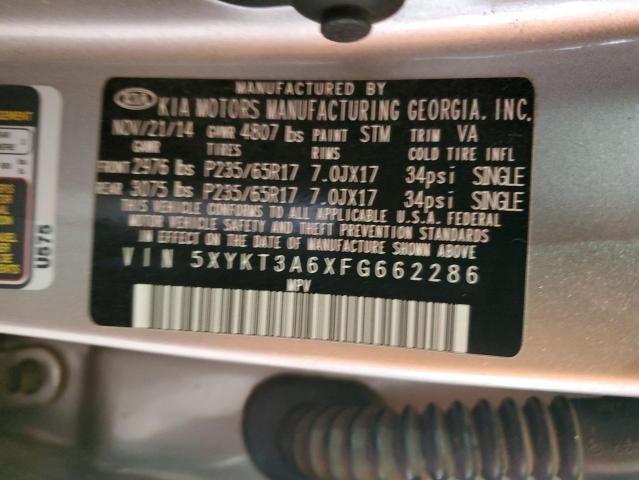 MANUFACTURED BY
KIA KIA MOTORS MANUFACTURING GEORGIA. INC.
NOV/21/14 GVWR 4807 lbs PAINT STM TRIM VA
GAWR TIRES RIMS COLD TIRE INFL
FRONT 2976 lbs P235/65R17 7.0JX17 34psi SINGLE
REAR 3075 lbs P235/65R17 7.0JX17 34psi SINGLE
THIS VEHICLE CONFORMS TO ALL APPLICABLE U.S.A. FEDERAL
MOTOR VEHICLE SAFETY AND THEFT PREVENTION STANDARDS
IN EFFECT ON THE DATE OF MANUFACTURE SHOWN ABOVE.
VIN 5XYKT3A6XFG662286
MPV
U575